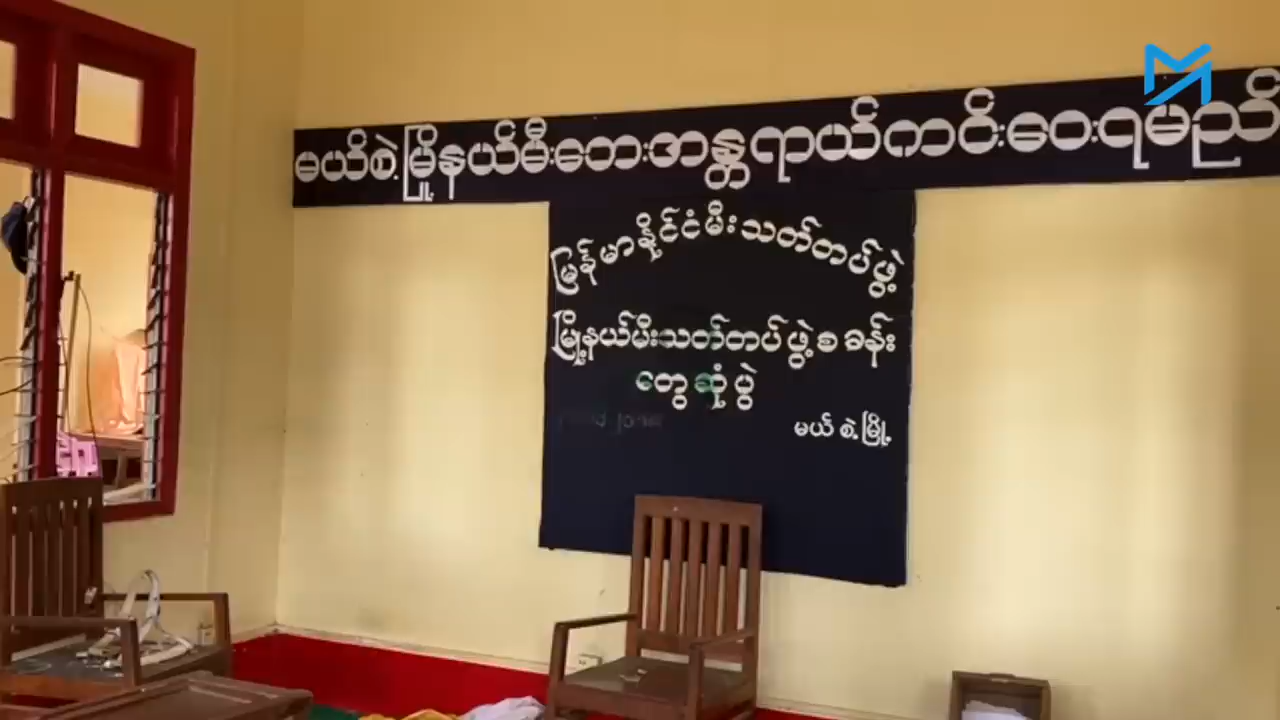 မယ်စဲ့မြို့နယ်မီးဘေးအန္တရာယ်ကင်းဝေးရမည်
မြန်မာနိုင်ငံမီးသတ်တပ်ဖွဲ့
မြို့နယ်မီးသတ်တပ်ဖွဲ့စခန်း
တွေ့ဆုံပွဲ
မယ်စဲ့မြို့